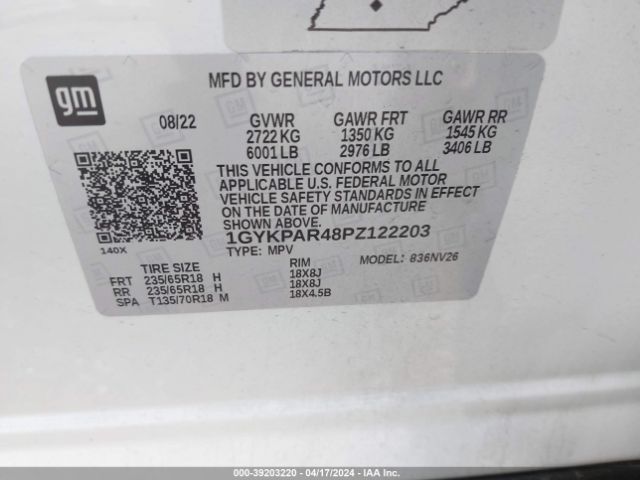 gm
MFD BY GENERAL MOTORS LLC
08/22 GVWR GAWR FRT GAWR RR
2722 KG 1350 KG 1545 KG
6001 LB 2976 LB 3406 LB
THIS VEHICLE CONFORMS TO ALL
APPLICABLE U.S. FEDERAL MOTOR
VEHICLE SAFETY STANDARDS IN EFFECT
ON THE DATE OF MANUFACTURE
SHOWN ABOVE.
1GYKPAR48PZ122203
140X
TYPE: MPV MODEL: 836NV26
TIRE SIZE RIM
FRT 235/65R18 H 18X8J
RR 235/65R18 H 18X8J
SPA T135/70R18 M 18X4.5B
000-39203220 - 04/17/2024 - IAAI.COM